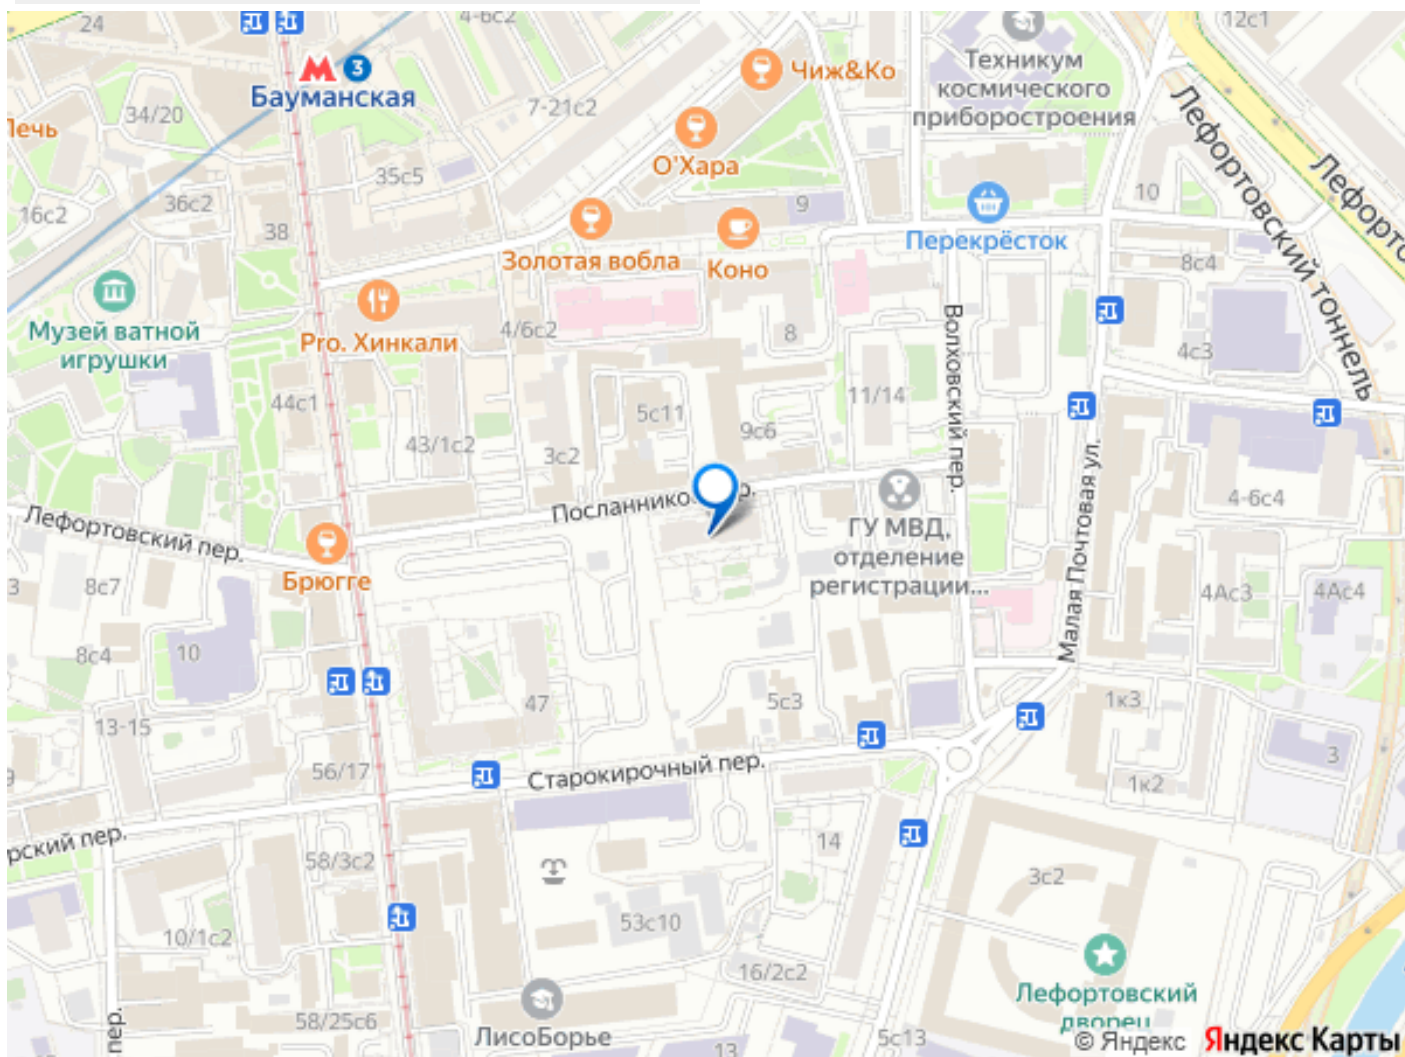 24
4-6с2
12с1
Техникум
космического
приборостроения
Чиж&Ко
3
Бауманская
34/20
7-21с2
О'Хара
Лефортовский тоннель
35с5
36с2
16с2
38
9
10
Перекрёсток
Золотая вобла
Коно
8с4
Музей ватной
игрушки
Pro. Хинкали
4/6с2
8
4с3
Волховский пер.
44с1
5с11
11/14
43/1с2
3с2
9с6
Малая Почтовая ул.
4-6с4
Лефортовский пер.
ГУ МВД,
отделение
регистрации...
Брюгге
3
8с7
4Ас3
4Ас4
8с4
10
47
5с3
1к3
13-15
56/17
Старокирочный пер.
3
1к2
9
58/3с2
14
3с2
53с10
10/1с2
16/2с2
Лефортовский
дворец
58/25с6
ЛисоБорье
13
5с13
© Яндекс Яндекс Карты